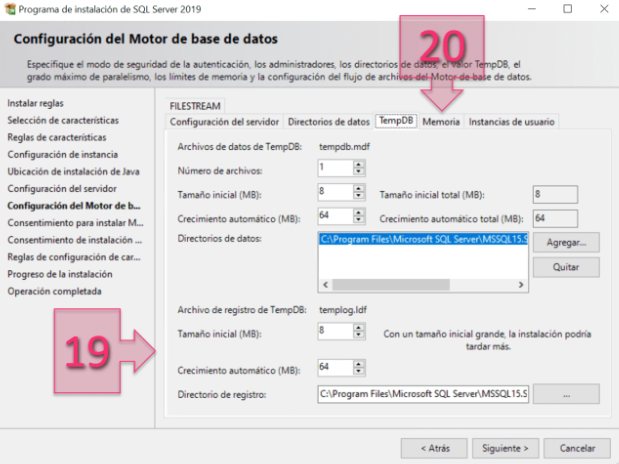 Programa de instalación de SQL Server 2019
Configuración del Motor de base de datos
Especifique el modo de seguridad de la autenticación, los administradores, los directorios de datos, el valor TempDB, el
grado máximo de paralelismo, los límites de memoria y la configuración del flujo de archivos del Motor de base de datos.
20
Instalar reglas
Selección de características
Reglas de características
Configuración de instancia
Ubicación de instalación de Java
Configuración del servidor
Configuración del Motor de b...
Consentimiento para instalar M...
Consentimiento de instalación ...
Reglas de configuración de car...
Progreso de la instalación
Operación completada
19
FILESTREAM
Configuración del servidor Directorios de datos TempDB Memoria Instancias de usuario
Archivos de datos de TempDB: tempdb.mdf
Número de archivos: 1
Tamaño inicial (MB): 8 Tamaño inicial total (MB): 8
Crecimiento automático (MB): 64 Crecimiento automático total (MB): 64
Directorios de datos: C:\Program Files\Microsoft SQL Server\MSSQL15.S Agregar...
Quitar
Archivo de registro de TempDB: templog.ldf
Tamaño inicial (MB): 8 Con un tamaño inicial grande, la instalación podría
tardar más.
Crecimiento automático (MB): 64
Directorio de registro: C:\Program Files\Microsoft SQL Server\MSSQL15.S ...
< Atrás Siguiente > Cancelar